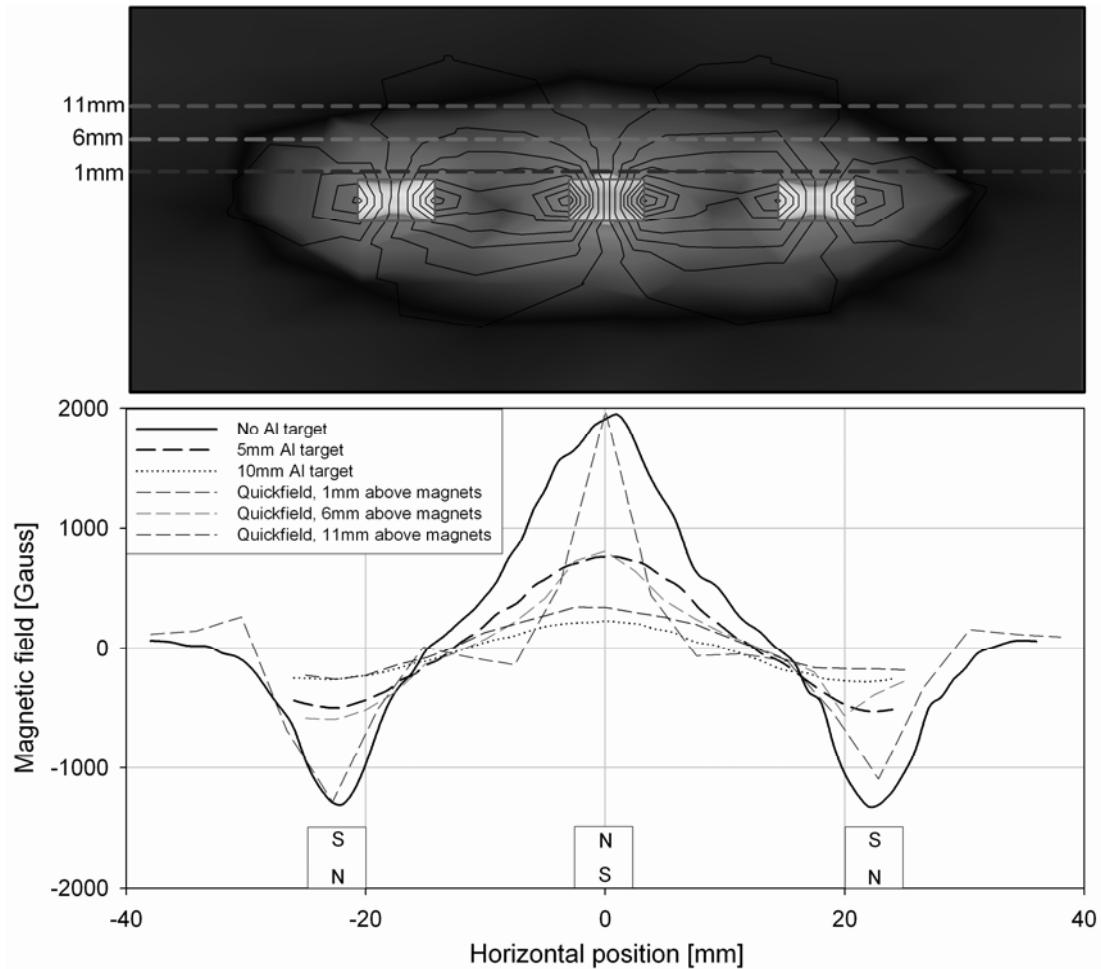 11mm
6mm
1mm
2000
1000
0
-1000
-2000
Magnetic field [Gauss]
No Al target
5mm Al target
10mm Al target
Quickfield, 1mm above magnets
Quickfield, 6mm above magnets
Quickfield, 11mm above magnets
S
N
N
S
S
N
-40
-20
0
20
40
Horizontal position [mm]